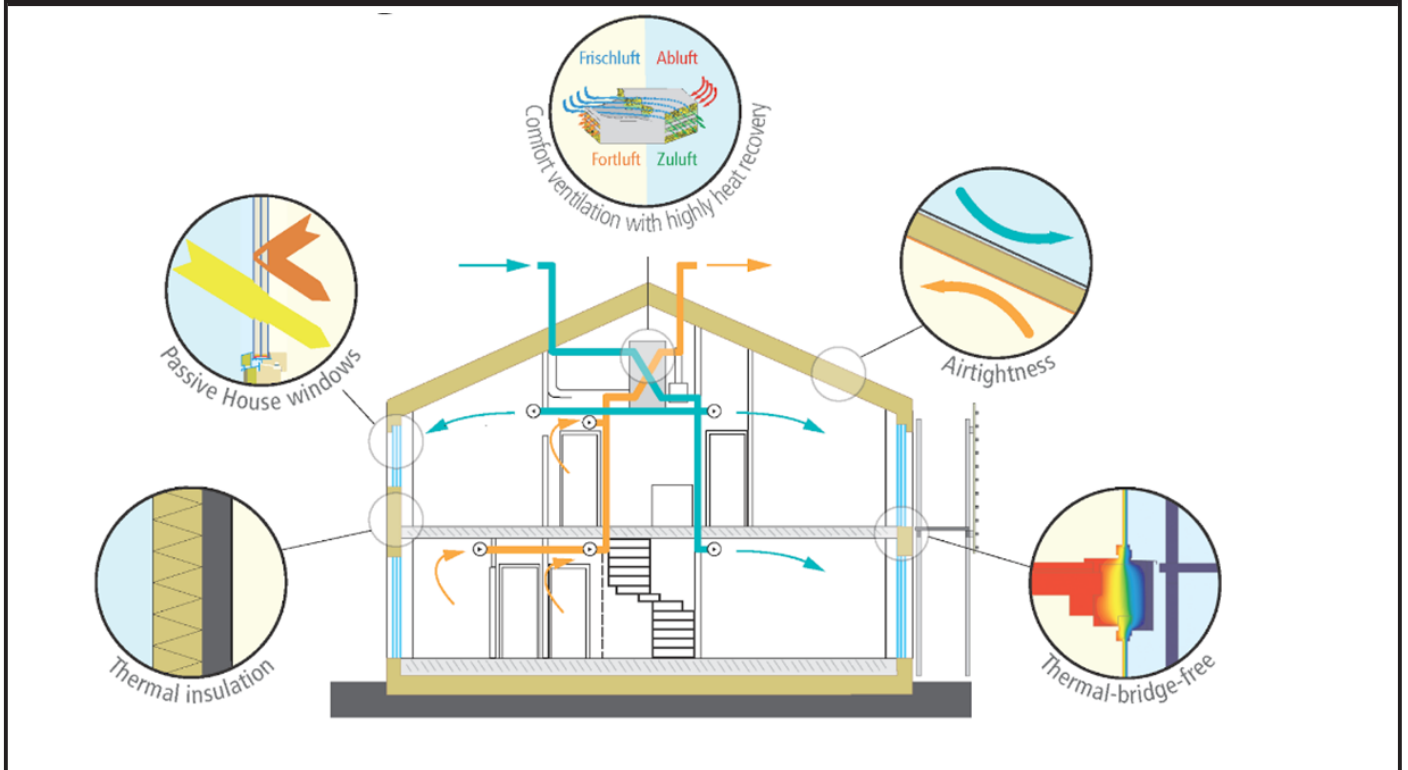 Frischluft Abluft
Fortluft Zuluft
Comfort ventilation with highly heat recovery
Passive House windows
Airtightness
Thermal insulation
Thermal-bridge-free